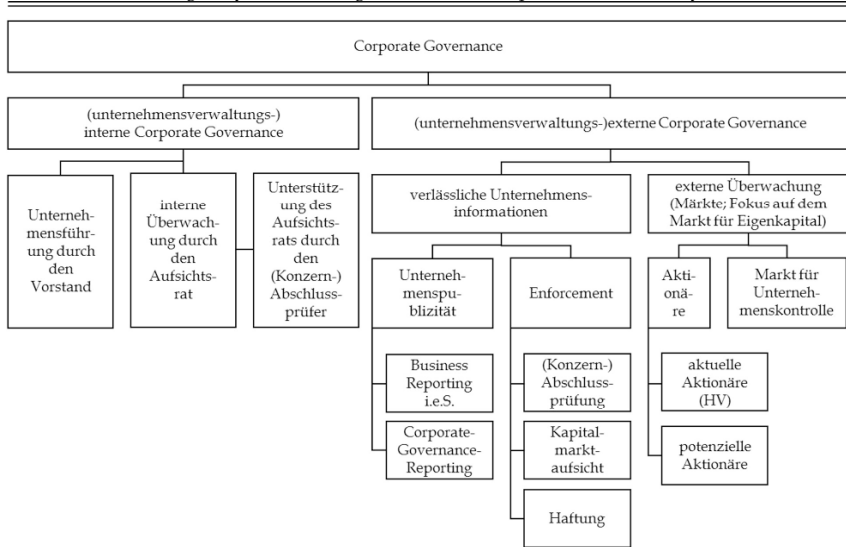 Corporate Governance
(unternehmensverwaltungs-)
interne Corporate Governance
(unternehmensverwaltungs-)externe Corporate Governance
Unterneh-
mensfüh-
rung durch
den
Vorstand
interne
Überwach-
ung durch
den
Aufsichts-
rat
Unterstütz-
ung des
Aufsichts-
rats durch
den
(Konzern-)
Abschluss-
prüfer
verlässliche Unternehmens-
informationen
externe Überwachung
(Märkte; Fokus auf dem
Markt für Eigenkapital)
Unterneh-
menspu-
blizität
Enforcement
Akti-
onä-
re
Markt für
Unterneh-
menskontrolle
Business
Reporting
i.e.S.
(Konzern-)
Abschluss-
prüfung
aktuelle
Aktionäre
(HV)
Corporate-
Governance-
Reporting
Kapital-
markt-
aufsicht
potenzielle
Aktionäre
Haftung